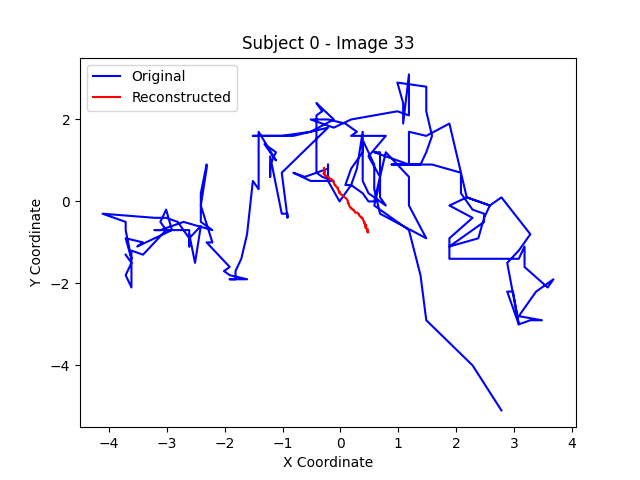 Subject 0 - Image 33
Original
Reconstructed
Y Coordinate
2
0
−2
−4
−4 −3 −2 −1 0 1 2 3 4
X Coordinate